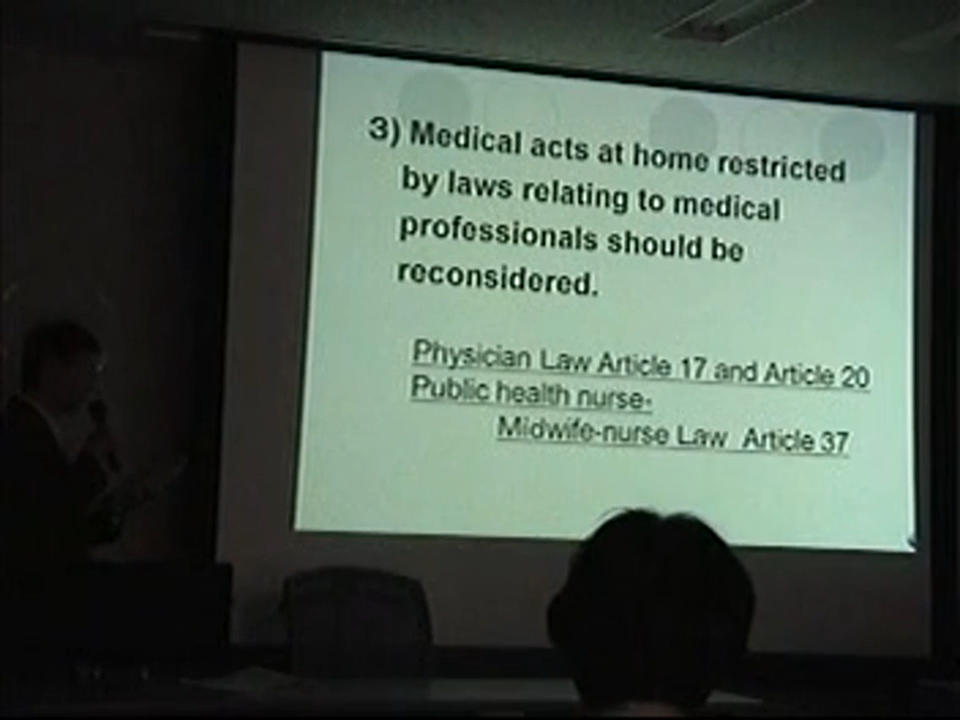 3) Medical acts at home restricted
by laws relating to medical
professionals should be
reconsidered.
Physician Law Article 17 and Article 20
Public health nurse-
Midwife-nurse Law Article 37